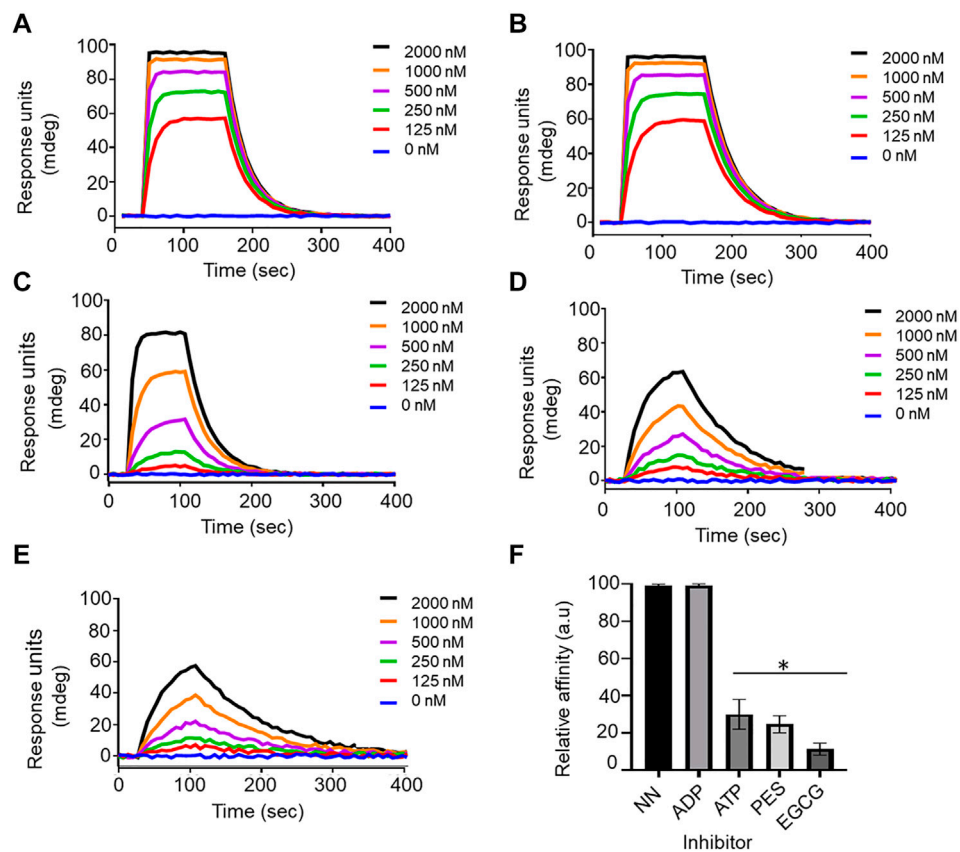 A
Response units
(mdeg)
100
80
60
40
20
0
0
100
200
300
400
Time (sec)
2000 nM
1000 nM
500 nM
250 nM
125 nM
0 nM
B
Response units
(mdeg)
100
80
60
40
20
0
0
100
200
300
400
Time (sec)
2000 nM
1000 nM
500 nM
250 nM
125 nM
0 nM
C
Response units
(mdeg)
100
80
60
40
20
0
0
100
200
300
400
Time (sec)
2000 nM
1000 nM
500 nM
250 nM
125 nM
0 nM
D
Response units
(mdeg)
100
80
60
40
20
0
0
100
200
300
400
Time (sec)
2000 nM
1000 nM
500 nM
250 nM
125 nM
0 nM
E
Response units
(mdeg)
100
80
60
40
20
0
0
100
200
300
400
Time (sec)
2000 nM
1000 nM
500 nM
250 nM
125 nM
0 nM
F
Relative affinity (a.u)
100
80
60
40
20
0
*
NN
ADP
ATP
PES
EGCG
Inhibitor